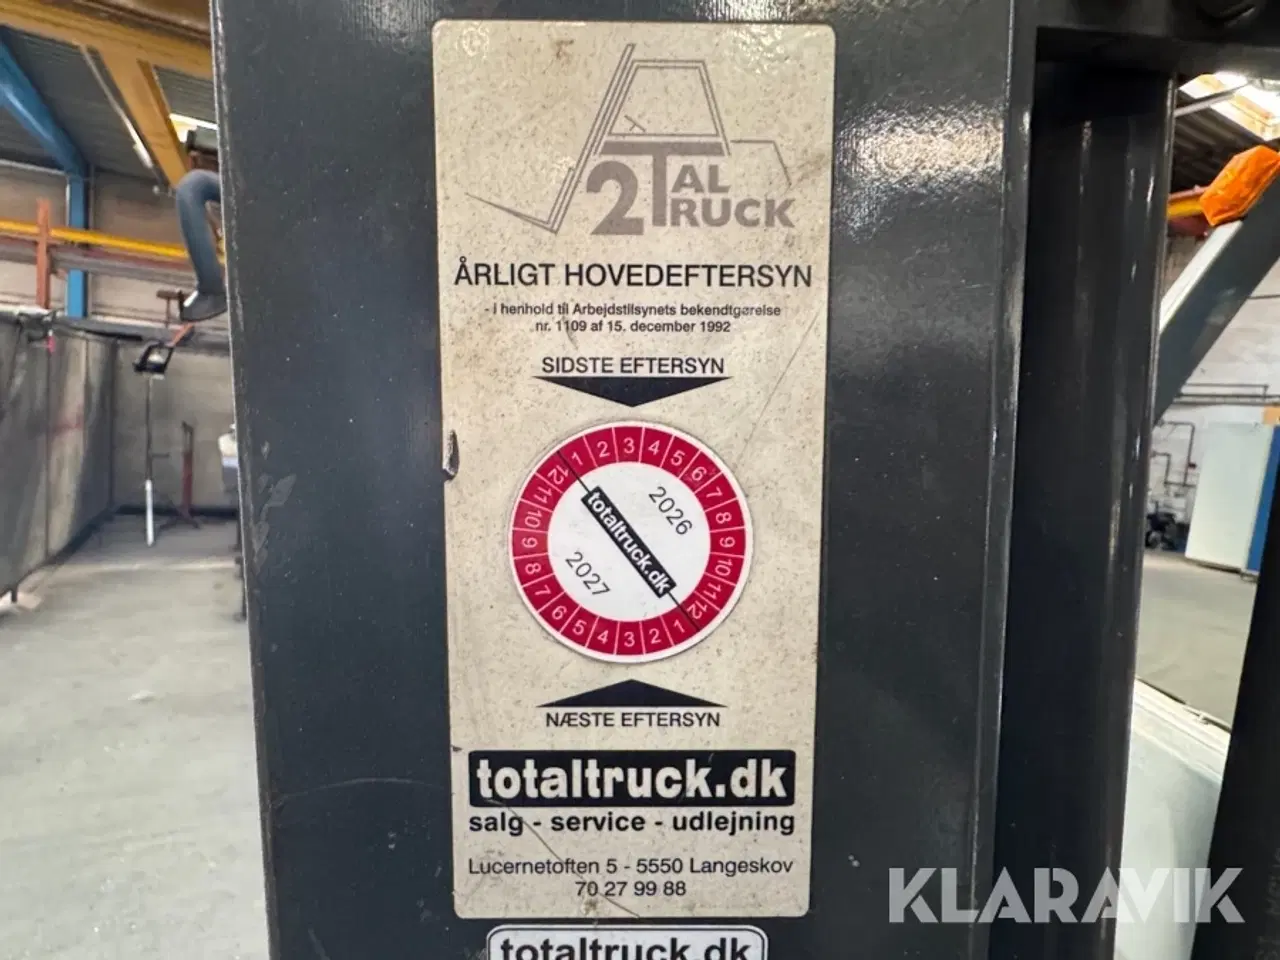 2TAL
TRUCK
ÅRLIGT HOVEDEFTERSYN
- I henhold til Arbejdstilsynets bekendtgørelse
nr. 1109 af 15. december 1992
SIDSTE EFTERSYN
1 2 3 4 5 6 7 8 9 10 11 12
2026
totaltruck.dk
2027
1 2 3 4 5 6 7 8 9 10 11 12
NÆSTE EFTERSYN
totaltruck.dk
salg - service - udlejning
Lucernetoften 5 - 5550 Langeskov
70 27 99 88
totaltruck.dk
KLARAVIK